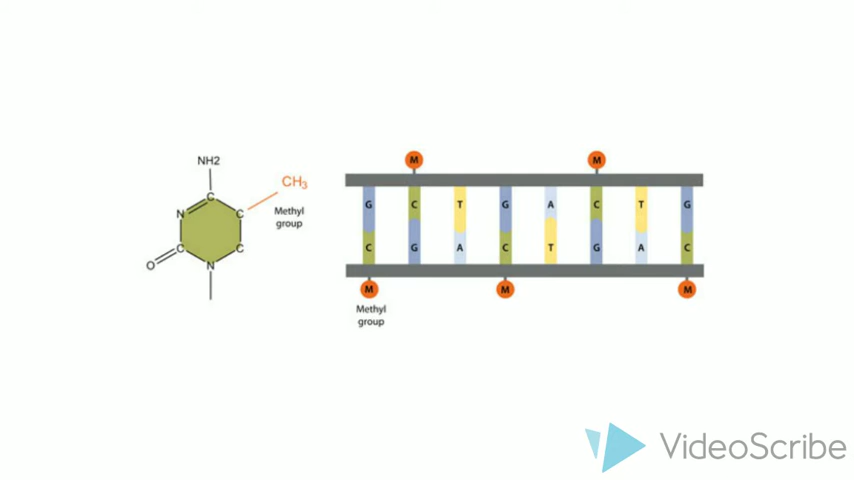 NH2
CH3
Methyl
group
N
C
C
C
C
N
O
M M
G C T G A C T G
C G A C T G A C
M M M
Methyl
group
VideoScribe